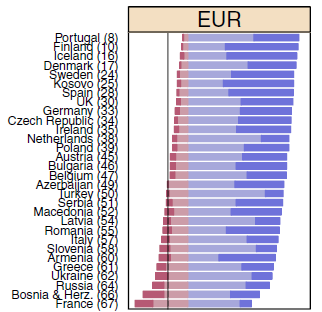 EUR
Portugal (8)
Finland (10)
Iceland (16)
Denmark (17)
Sweden (24)
Kosovo (25)
Spain (28)
UK (30)
Germany (33)
Czech Republic (34)
Ireland (35)
Netherlands (38)
Poland (39)
Austria (45)
Bulgaria (46)
Belgium (47)
Azerbaijan (49)
Turkey (50)
Serbia (51)
Macedonia (52)
Latvia (54)
Romania (55)
Italy (57)
Slovenia (58)
Armenia (60)
Greece (61)
Ukraine (62)
Russia (64)
Bosnia & Herz. (66)
France (67)